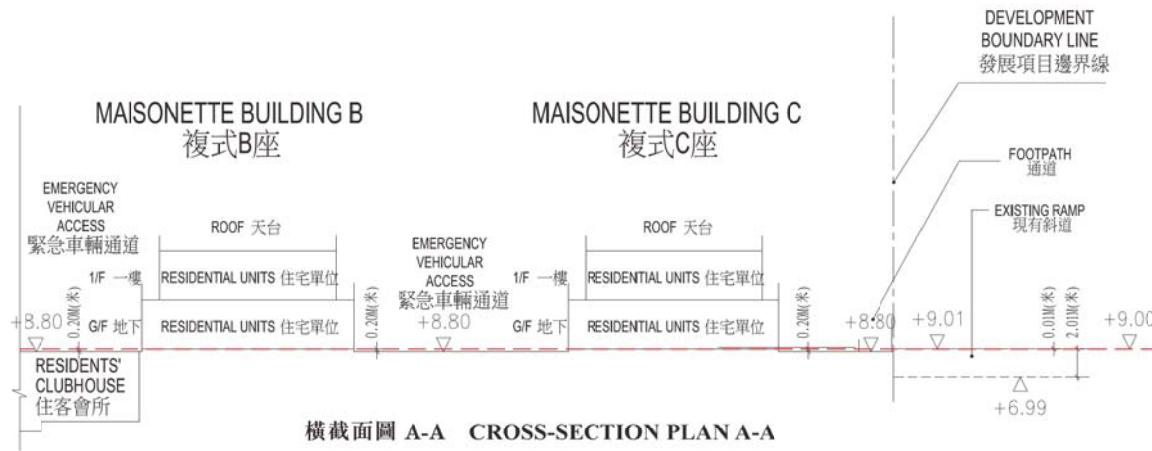 DEVELOPMENT
BOUNDARY LINE
發展項目邊界線
MAISONETTE BUILDING B
複式B座
MAISONETTE BUILDING C
複式C座
FOOTPATH
通道
EMERGENCY
VEHICULAR
ACCESS
緊急車輛通道
ROOF 天台
EMERGENCY
VEHICULAR
ACCESS
緊急車輛通道
ROOF 天台
EXISTING RAMP
現有斜道
1/F 一樓
RESIDENTIAL UNITS 住宅單位
1/F 一樓
RESIDENTIAL UNITS 住宅單位
+8.80
0.20M(米)
G/F 地下
RESIDENTIAL UNITS 住宅單位
0.20M(米)
+8.80
G/F 地下
RESIDENTIAL UNITS 住宅單位
0.20M(米)
+8.80
+9.01
0.01M(米)
2.01M(米)
+9.00
RESIDENTS'
CLUBHOUSE
住客會所
+6.99
橫截面圖 A-A CROSS-SECTION PLAN A-A